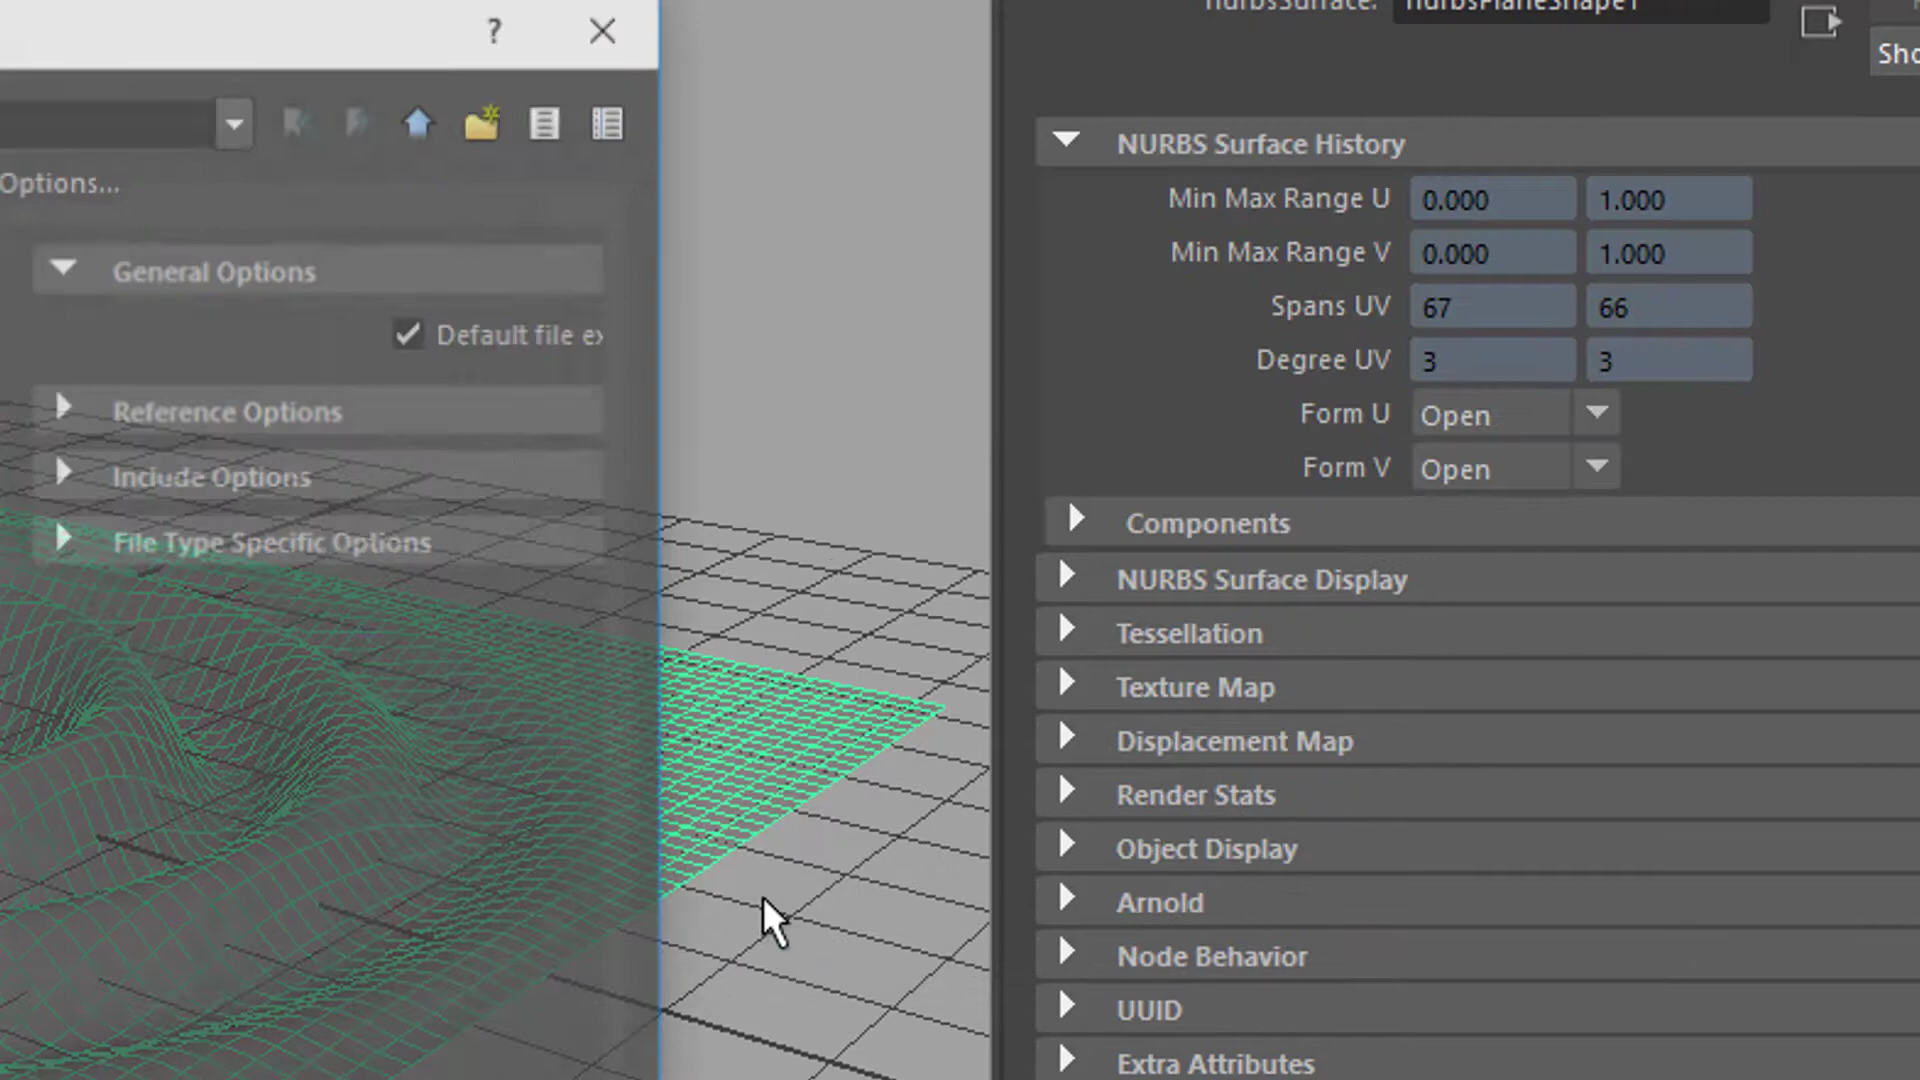 ?
Options...
General Options
Default file ex
Reference Options
Include Options
File Type Specific Options
nurbsSurface: nurbsPlaneShape1
Sho
NURBS Surface History
Min Max Range U 0.000 1.000
Min Max Range V 0.000 1.000
Spans UV 67 66
Degree UV 3 3
Form U Open
Form V Open
Components
NURBS Surface Display
Tessellation
Texture Map
Displacement Map
Render Stats
Object Display
Arnold
Node Behavior
UUID
Extra Attributes